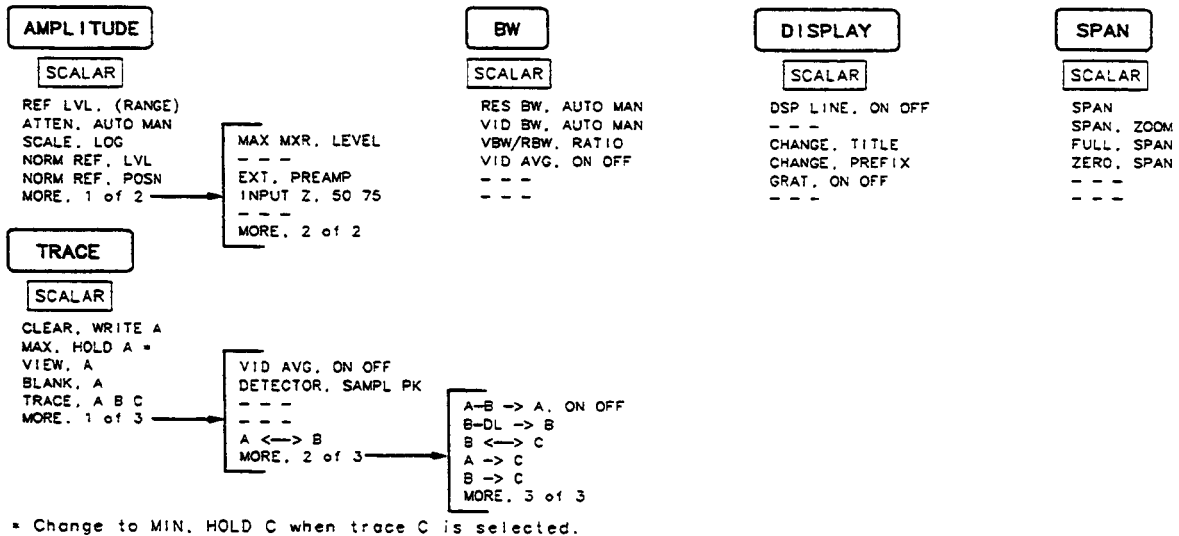 AMPLITUDE
SCALAR
REF LVL, (RANGE)
ATTEN, AUTO MAN
SCALE, LOG
NORM REF, LVL
NORM REF, POSN
MORE, 1 of 2
MAX MXR, LEVEL
- - -
EXT, PREAMP
INPUT Z, 50 75
- - -
MORE, 2 of 2
BW
SCALAR
RES BW, AUTO MAN
VID BW, AUTO MAN
VBW/RBW, RATIO
VID AVG, ON OFF
- - -
- - -
DISPLAY
SCALAR
DSP LINE, ON OFF
- - -
CHANGE, TITLE
CHANGE, PREFIX
GRAT, ON OFF
- - -
SPAN
SCALAR
SPAN
SPAN, ZOOM
FULL, SPAN
ZERO, SPAN
- - -
- - -
TRACE
SCALAR
CLEAR, WRITE A
MAX, HOLD A *
VIEW, A
BLANK, A
TRACE, A B C
MORE, 1 of 3
VID AVG, ON OFF
DETECTOR, SAMPL PK
- - -
- - -
A <—> B
MORE, 2 of 3
A—B -> A, ON OFF
B—DL -> B
B <—> C
A -> C
B -> C
MORE, 3 of 3
* Change to MIN, HOLD C when trace C is selected.